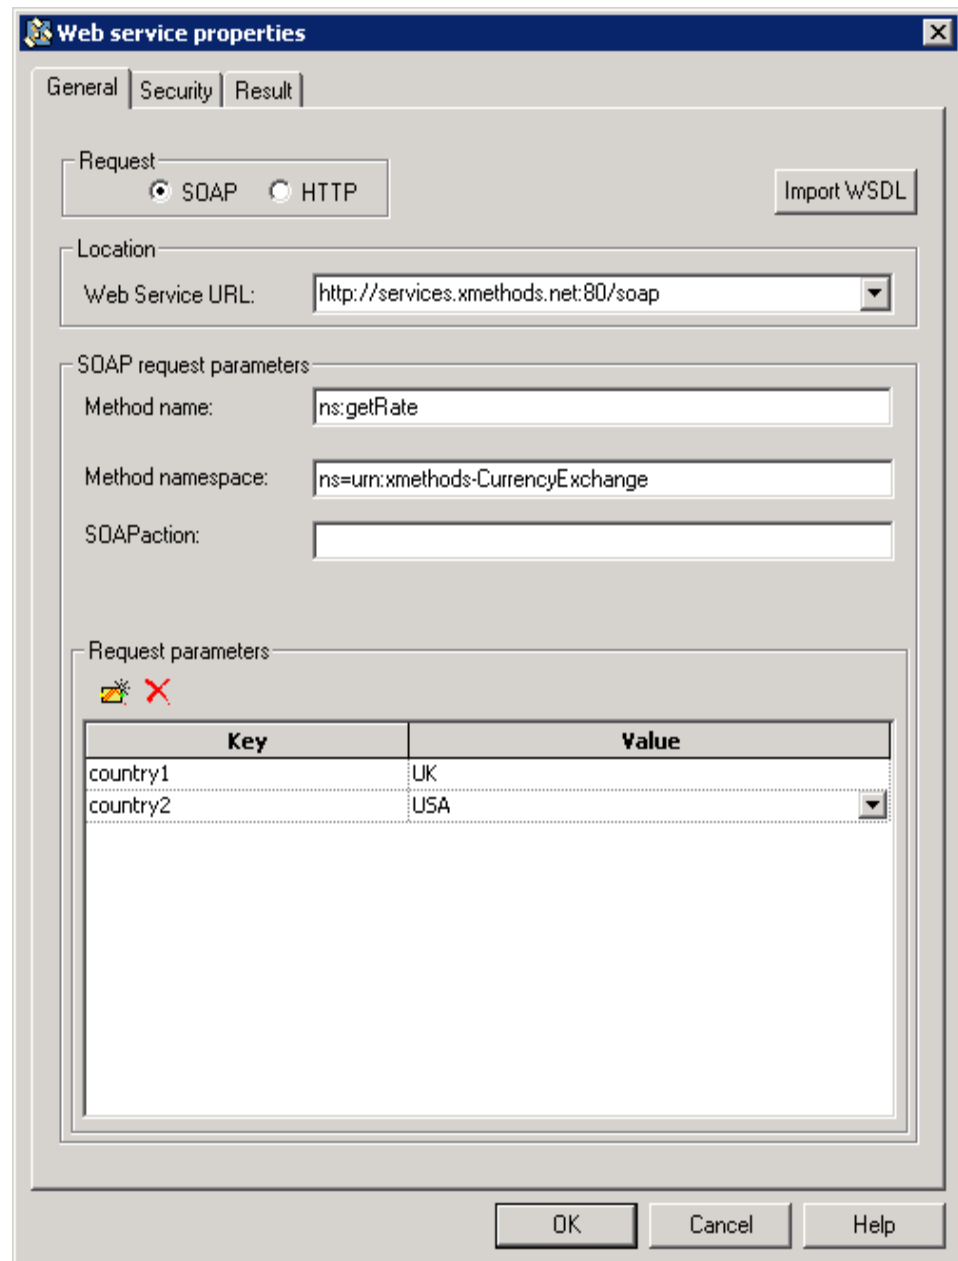 Web service properties
General Security Result
Request
SOAP HTTP
Import WSDL
Location
Web Service URL: http://services.xmethods.net:80/soap
SOAP request parameters
Method name: ns:getRate
Method namespace: ns=urn:xmethods-CurrencyExchange
SOAPaction:
Request parameters
Key Value
country1 UK
country2 USA
OK Cancel Help